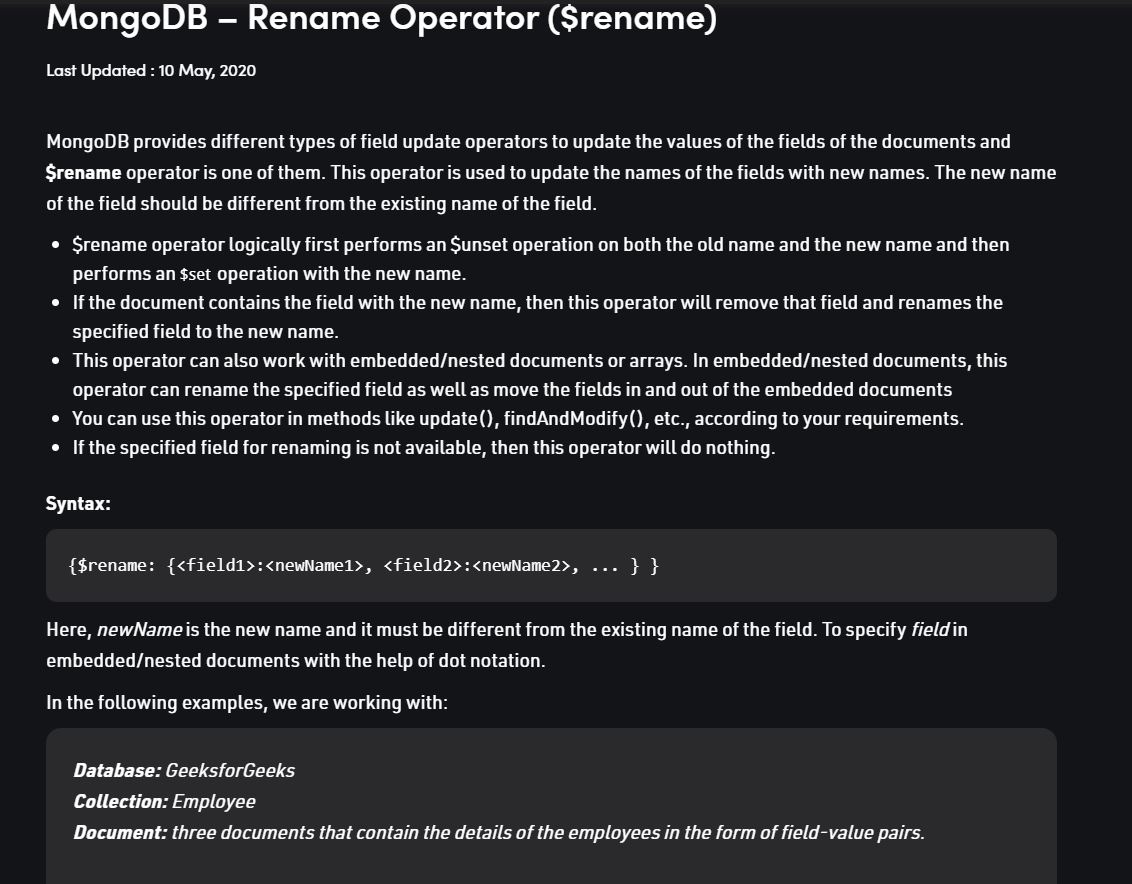 MongoDB – Rename Operator ($rename)
Last Updated : 10 May, 2020
MongoDB provides different types of field update operators to update the values of the fields of the documents and
$rename operator is one of them. This operator is used to update the names of the fields with new names. The new name
of the field should be different from the existing name of the field.
• $rename operator logically first performs an $unset operation on both the old name and the new name and then
performs an $set operation with the new name.
• If the document contains the field with the new name, then this operator will remove that field and renames the
specified field to the new name.
• This operator can also work with embedded/nested documents or arrays. In embedded/nested documents, this
operator can rename the specified field as well as move the fields in and out of the embedded documents
• You can use this operator in methods like update(), findAndModify(), etc., according to your requirements.
• If the specified field for renaming is not available, then this operator will do nothing.
Syntax:
{$rename: {<field1>:<newName1>, <field2>:<newName2>, ... } }
Here, newName is the new name and it must be different from the existing name of the field. To specify field in
embedded/nested documents with the help of dot notation.
In the following examples, we are working with:
Database: GeeksforGeeks
Collection: Employee
Document: three documents that contain the details of the employees in the form of field-value pairs.